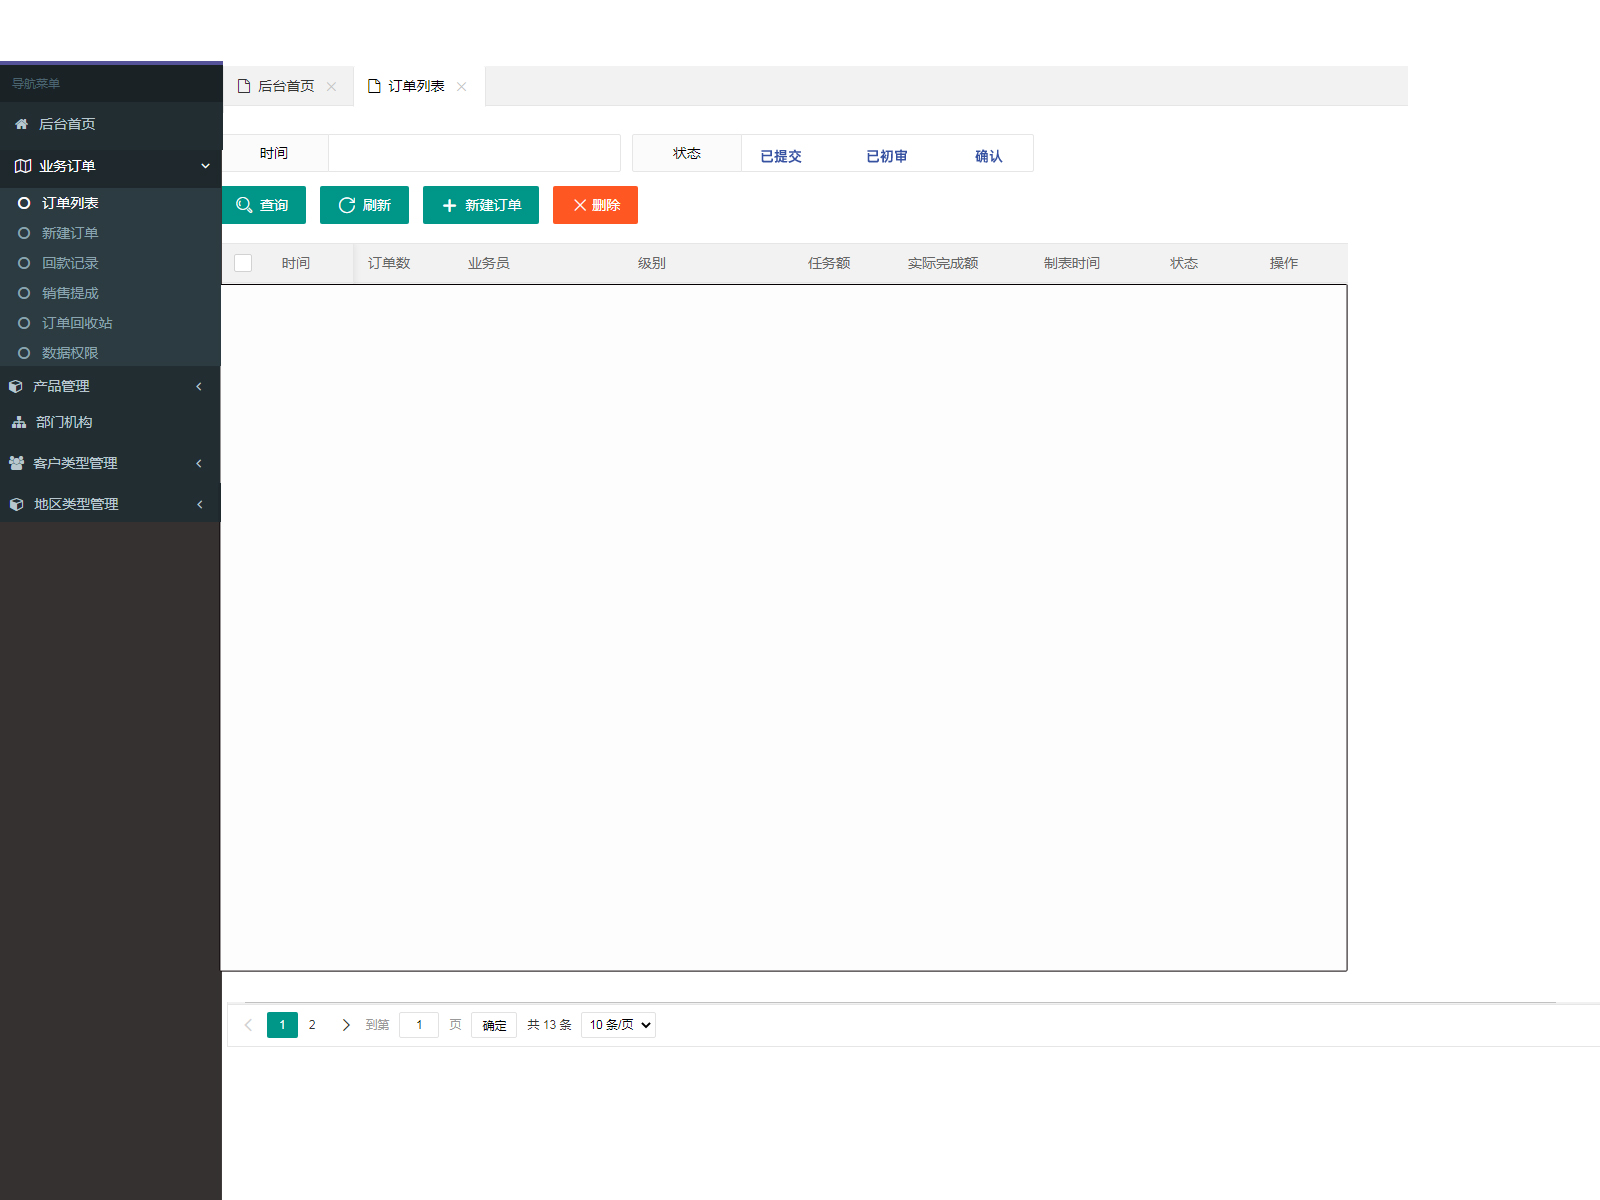 导航菜单
后台首页
业务订单
订单列表
新建订单
回款记录
销售提成
订单回收站
数据权限
产品管理
部门机构
客户类型管理
地区类型管理
后台首页 订单列表
时间 状态 已提交 已初审 确认
查询 刷新 新建订单 删除
时间 订单数 业务员 级别 任务额 实际完成额 制表时间 状态 操作
1 2 到第 1 页 确定 共 13 条 10 条/页